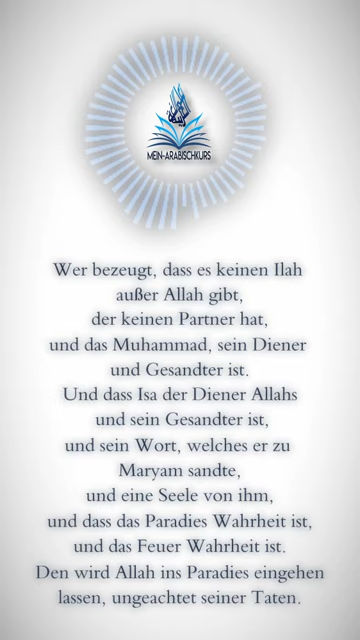 MEIN-ARABISCHKURS
Wer bezeugt, dass es keinen Ilah
außer Allah gibt,
der keinen Partner hat,
und das Muhammad, sein Diener
und Gesandter ist.
Und dass Isa der Diener Allahs
und sein Gesandter ist,
und sein Wort, welches er zu
Maryam sandte,
und eine Seele von ihm,
und dass das Paradies Wahrheit ist,
und das Feuer Wahrheit ist.
Den wird Allah ins Paradies eingehen
lassen, ungeachtet seiner Taten.